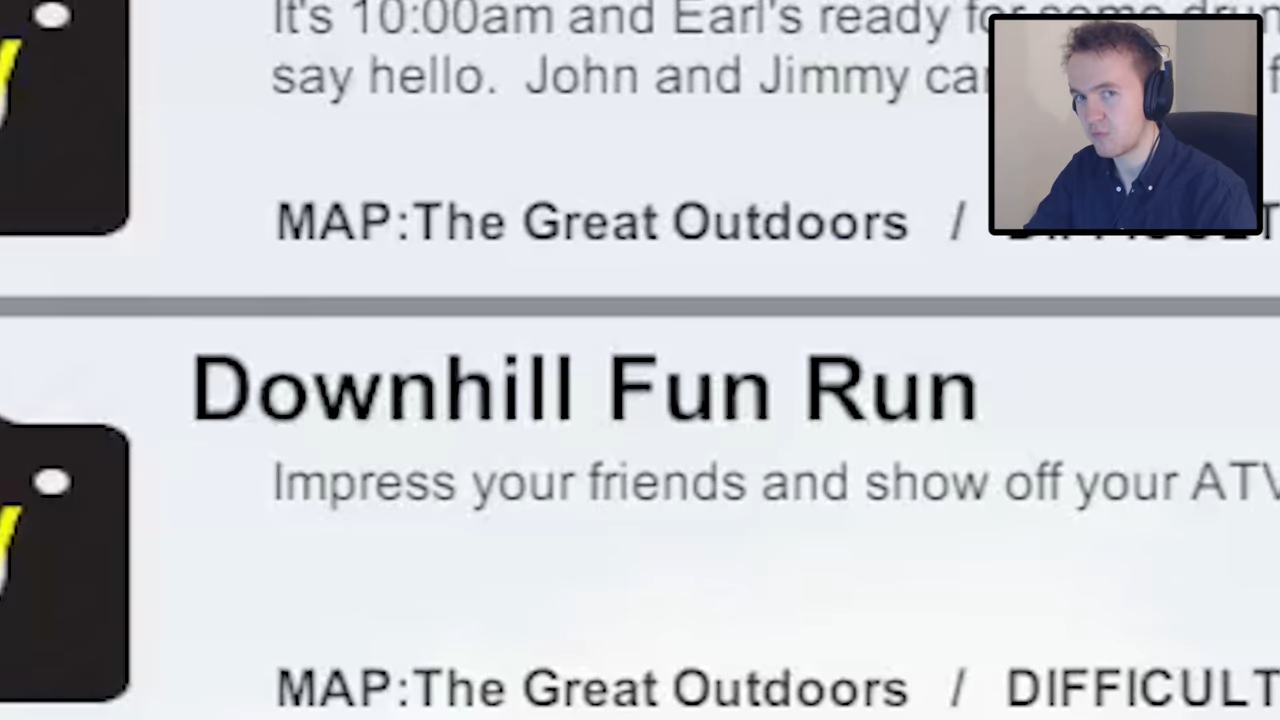 It's 10:00am and Earl's ready for some
say hello.  John and Jimmy
MAP:The Great Outdoors   /
Downhill Fun Run
Impress your friends and show off your ATV
MAP:The Great Outdoors   /   DIFFICULT